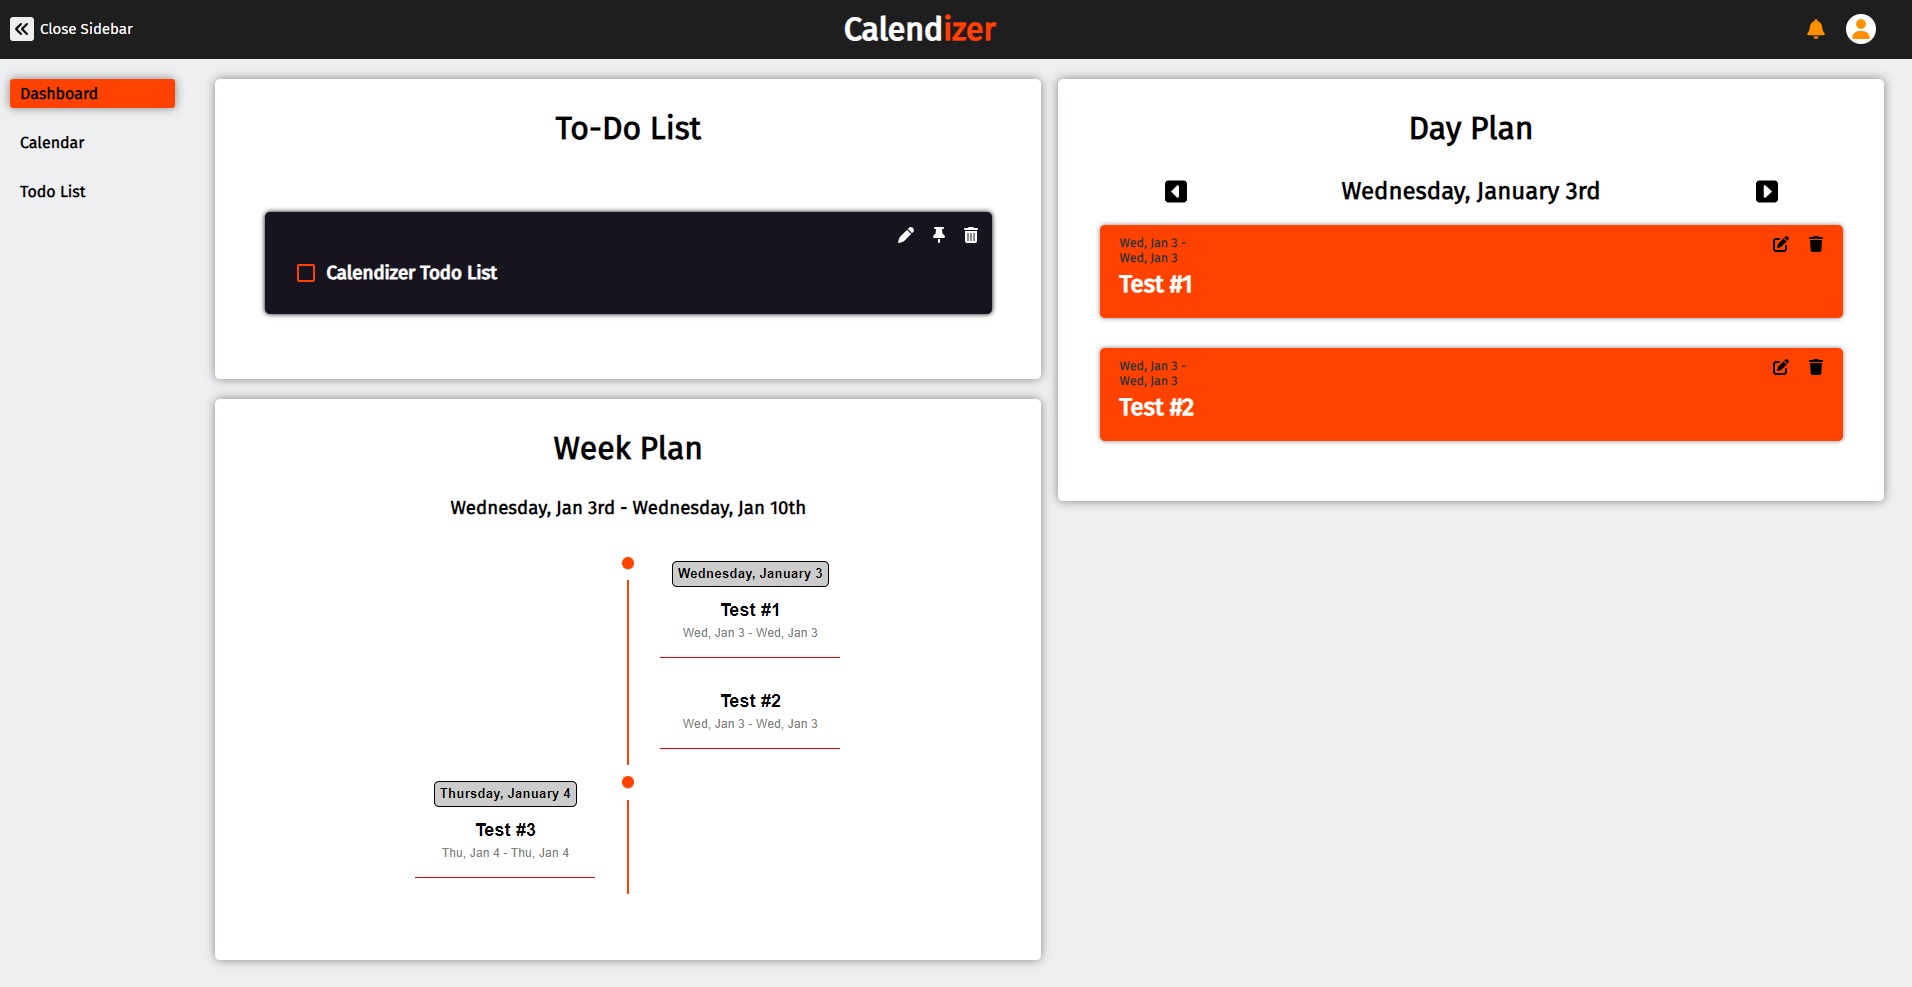 Close Sidebar
Calendizer
Dashboard
Calendar
Todo List
To-Do List
Calendizer Todo List
Week Plan
Wednesday, Jan 3rd - Wednesday, Jan 10th
Wednesday, January 3
Test #1
Wed, Jan 3 - Wed, Jan 3
Test #2
Wed, Jan 3 - Wed, Jan 3
Thursday, January 4
Test #3
Thu, Jan 4 - Thu, Jan 4
Day Plan
Wednesday, January 3rd
Wed, Jan 3 -
Wed, Jan 3
Test #1
Wed, Jan 3 -
Wed, Jan 3
Test #2